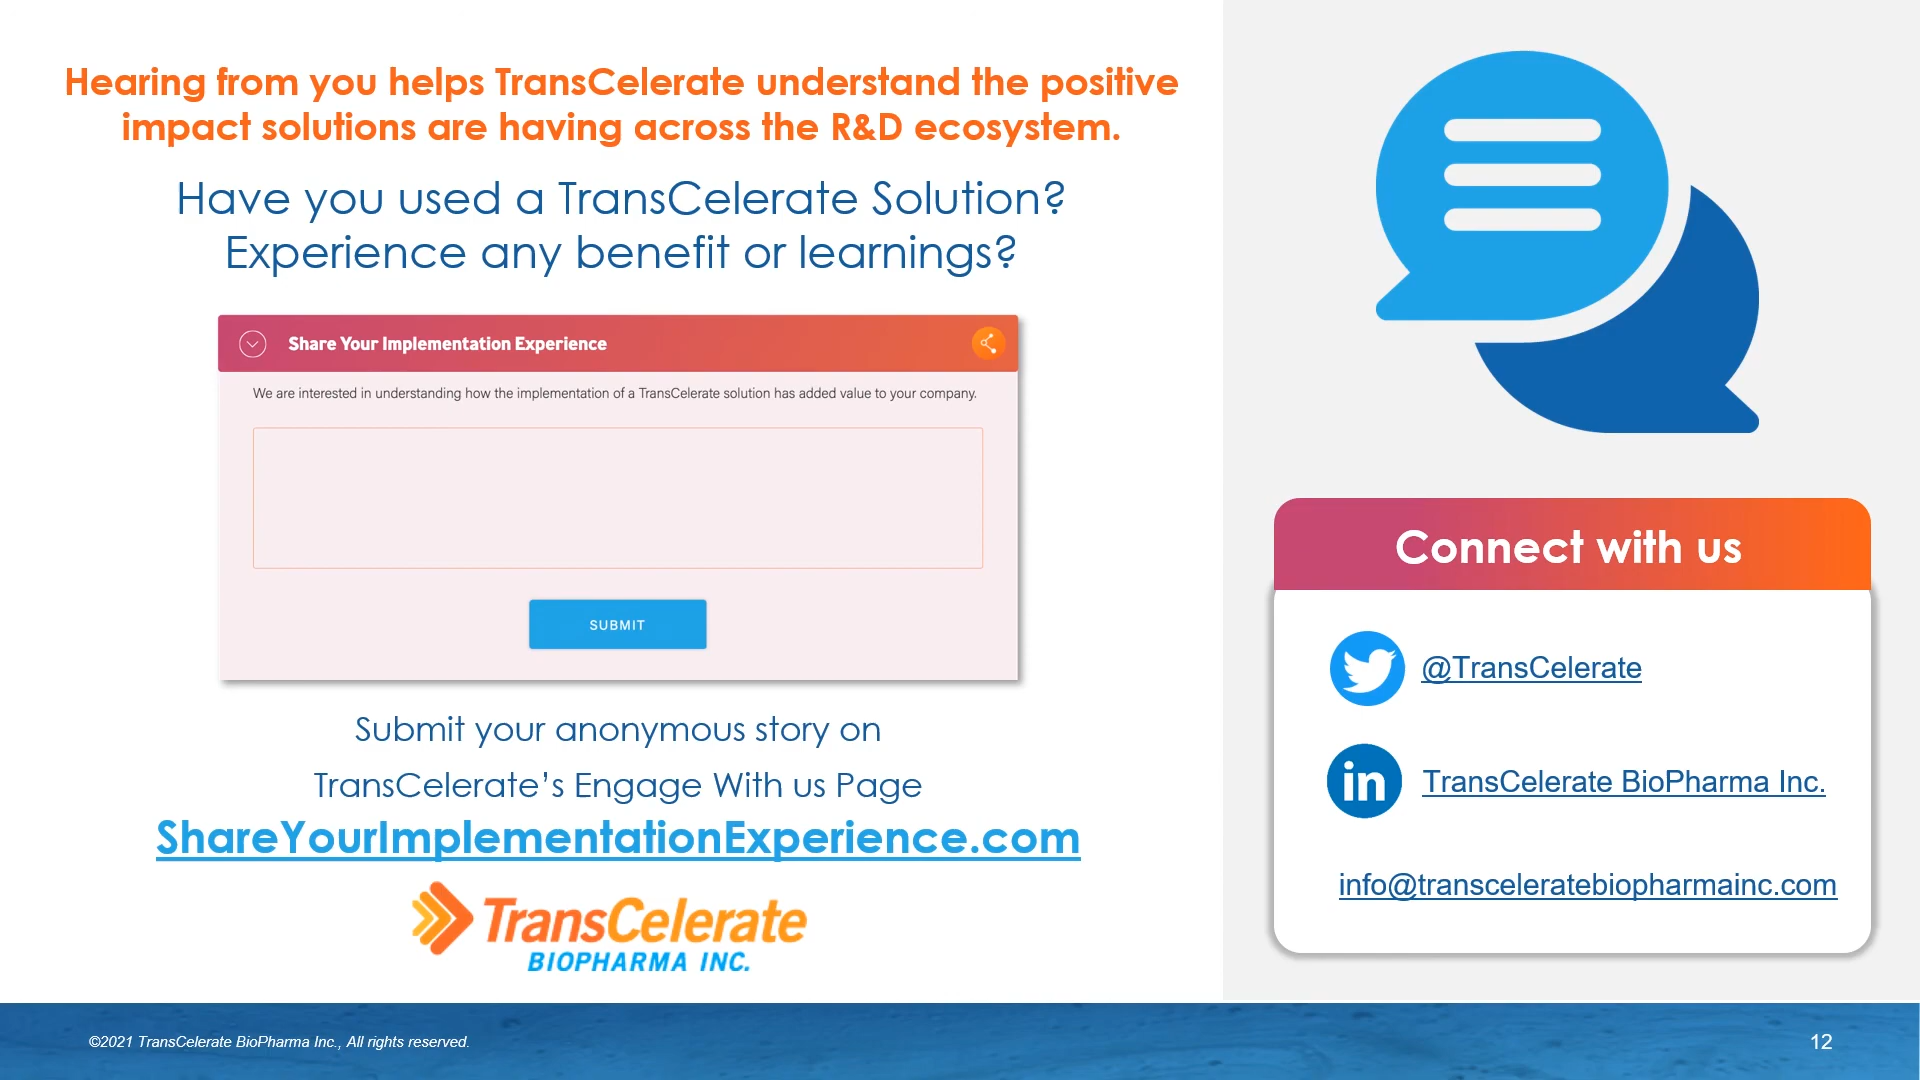 Hearing from you helps TransCelerate understand the positive
impact solutions are having across the R&D ecosystem.
Have you used a TransCelerate Solution?
Experience any benefit or learnings?
Share Your Implementation Experience
We are interested in understanding how the implementation of a TransCelerate solution has added value to your company.
SUBMIT
Submit your anonymous story on
TransCelerate’s Engage With us Page
ShareYourImplementationExperience.com
TransCelerate
BIOPHARMA INC.
Connect with us
@TransCelerate
in
TransCelerate BioPharma Inc.
info@transceleratebiopharmainc.com
©2021 TransCelerate BioPharma Inc., All rights reserved.
12